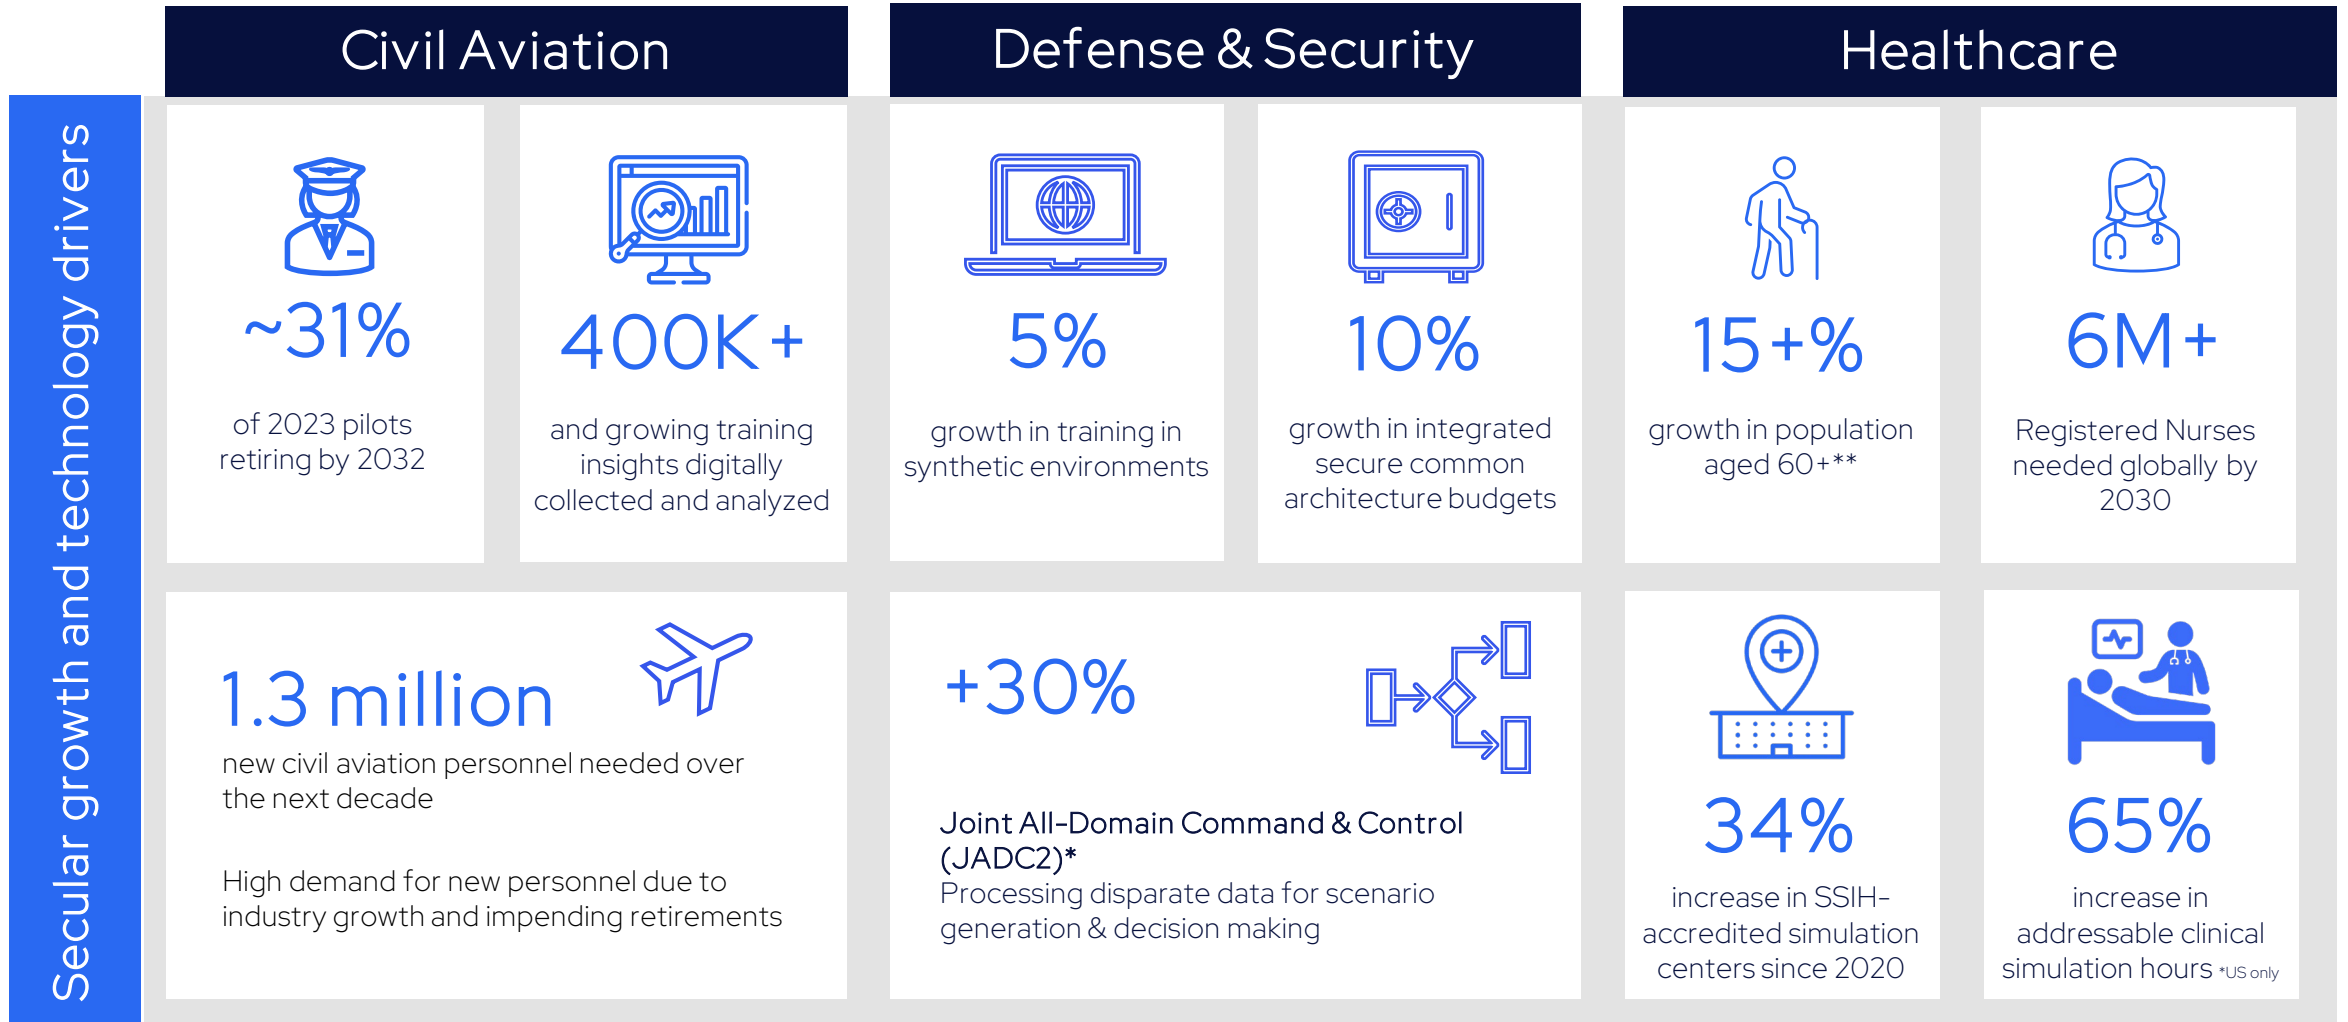 Secular growth and technology drivers
Civil Aviation
~31%
of 2023 pilots
retiring by 2032
400K+
and growing training
insights digitally
collected and analyzed
1.3 million
new civil aviation personnel needed over
the next decade
High demand for new personnel due to
industry growth and impending retirements
Defense & Security
5%
growth in training in
synthetic environments
10%
growth in integrated
secure common
architecture budgets
+30%
Joint All-Domain Command & Control
(JADC2)*
Processing disparate data for scenario
generation & decision making
Healthcare
15+%
growth in population
aged 60+**
6M+
Registered Nurses
needed globally by
2030
34%
increase in SSIH-
accredited simulation
centers since 2020
65%
increase in
addressable clinical
simulation hours *US only